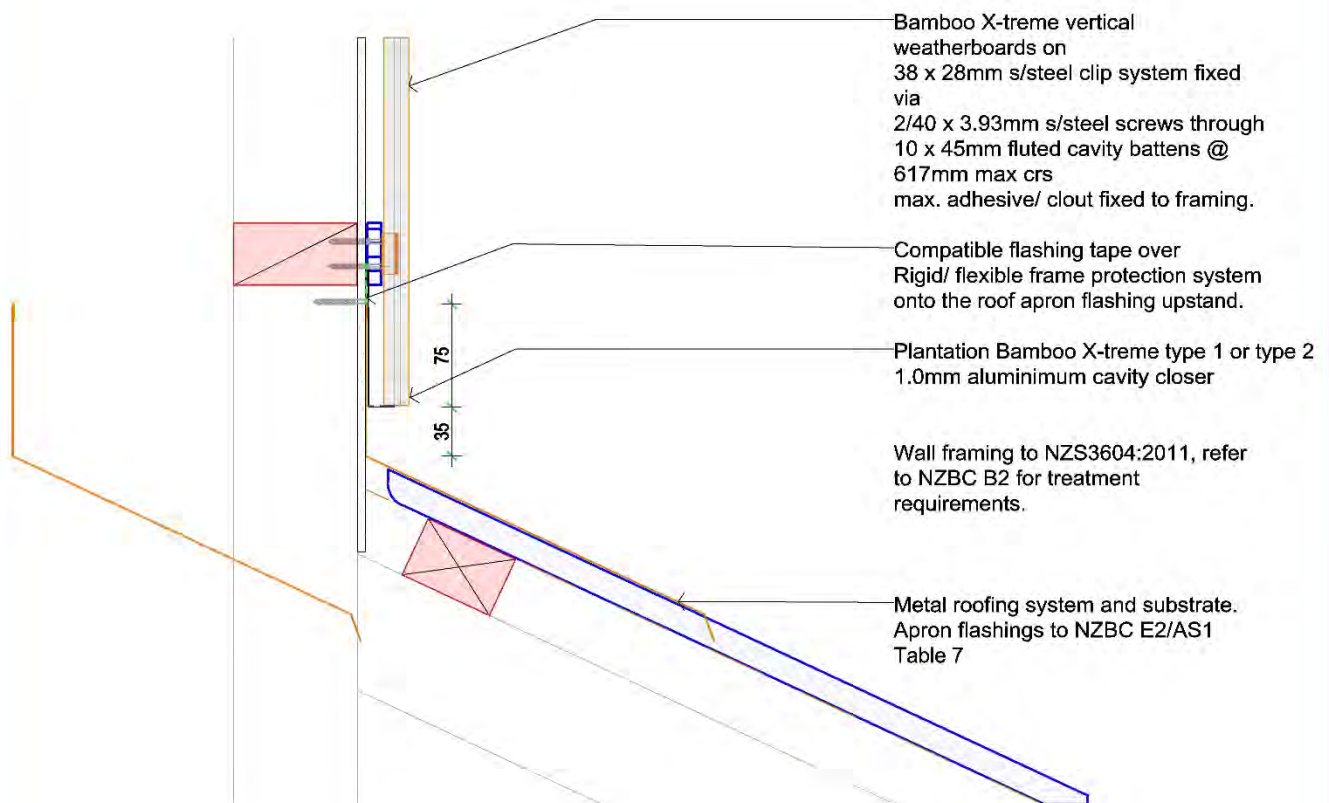 Bamboo X-treme vertical
weatherboards on
38 x 28mm s/steel clip system fixed
via
2/40 x 3.93mm s/steel screws through
10 x 45mm fluted cavity battens @
617mm max crs
max. adhesive/ clout fixed to framing.
Compatible flashing tape over
Rigid/ flexible frame protection system
onto the roof apron flashing upstand.
75
Plantation Bamboo X-treme type 1 or type 2
1.0mm aluminimum cavity closer
35
Wall framing to NZS3604:2011, refer
to NZBC B2 for treatment
requirements.
Metal roofing system and substrate.
Apron flashings to NZBC E2/AS1
Table 7